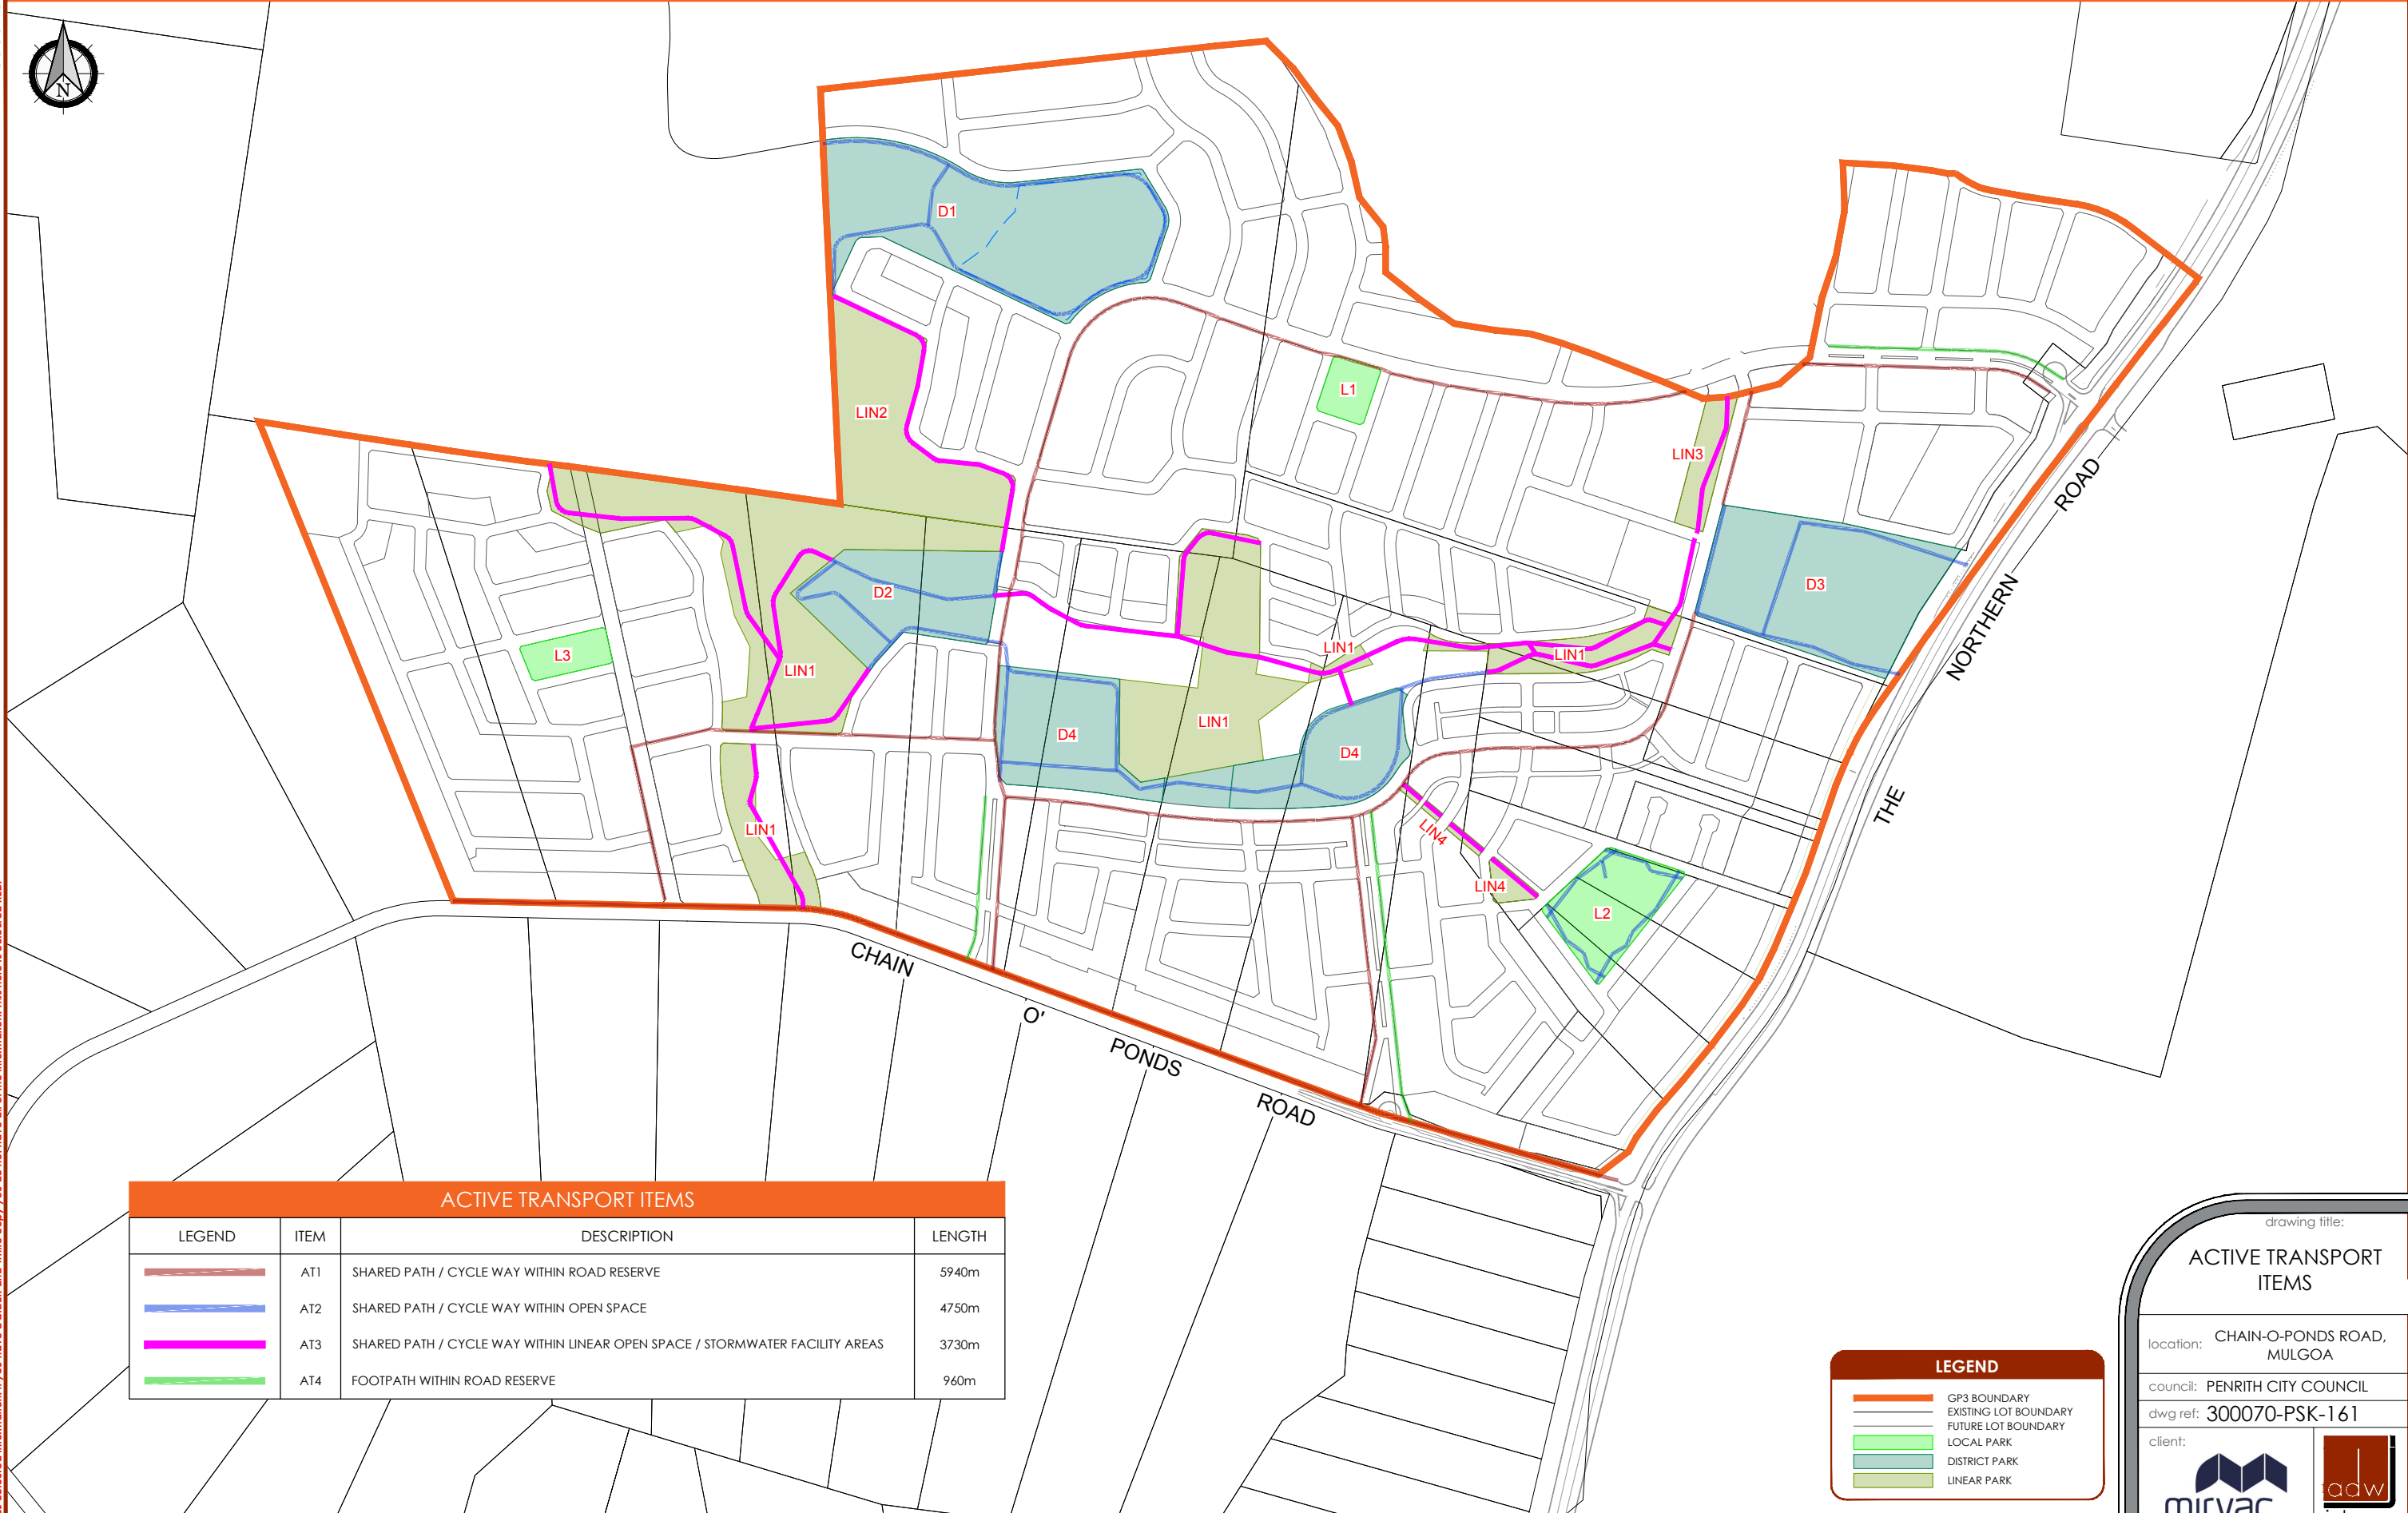 N
D1
LIN2
L1
LIN3
D3
D2
L3
LIN1
LIN1
LIN1
LIN1
D4
D4
LIN1
LIN4
LIN4
L2
THE
NORTHERN
ROAD
CHAIN
O'
PONDS
ROAD
ACTIVE TRANSPORT ITEMS
LEGEND ITEM DESCRIPTION LENGTH
AT1 SHARED PATH / CYCLE WAY WITHIN ROAD RESERVE 5940m
AT2 SHARED PATH / CYCLE WAY WITHIN OPEN SPACE 4750m
AT3 SHARED PATH / CYCLE WAY WITHIN LINEAR OPEN SPACE / STORMWATER FACILITY AREAS 3730m
AT4 FOOTPATH WITHIN ROAD RESERVE 960m
LEGEND
GP3 BOUNDARY
EXISTING LOT BOUNDARY
FUTURE LOT BOUNDARY
LOCAL PARK
DISTRICT PARK
LINEAR PARK
drawing title:
ACTIVE TRANSPORT
ITEMS
location: CHAIN-O-PONDS ROAD,
MULGOA
council: PENRITH CITY COUNCIL
dwg ref: 300070-PSK-161
client:
mirvac
adw